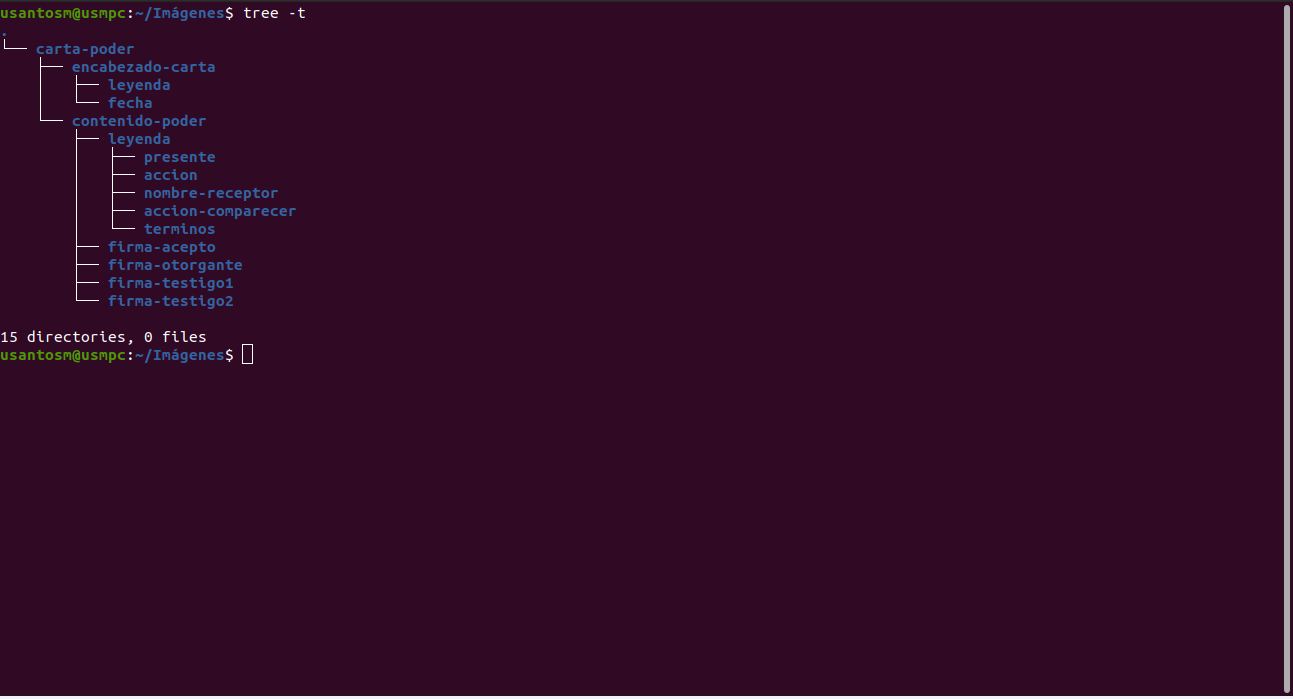 usantosm@usmpc:~/Imágenes$ tree -t
.
└── carta-poder
    ├── encabezado-carta
    │   ├── leyenda
    │   └── fecha
    └── contenido-poder
        ├── leyenda
        │   ├── presente
        │   ├── accion
        │   ├── nombre-receptor
        │   ├── accion-comparecer
        │   └── terminos
        ├── firma-acepto
        ├── firma-otorgante
        ├── firma-testigo1
        └── firma-testigo2

15 directories, 0 files
usantosm@usmpc:~/Imágenes$